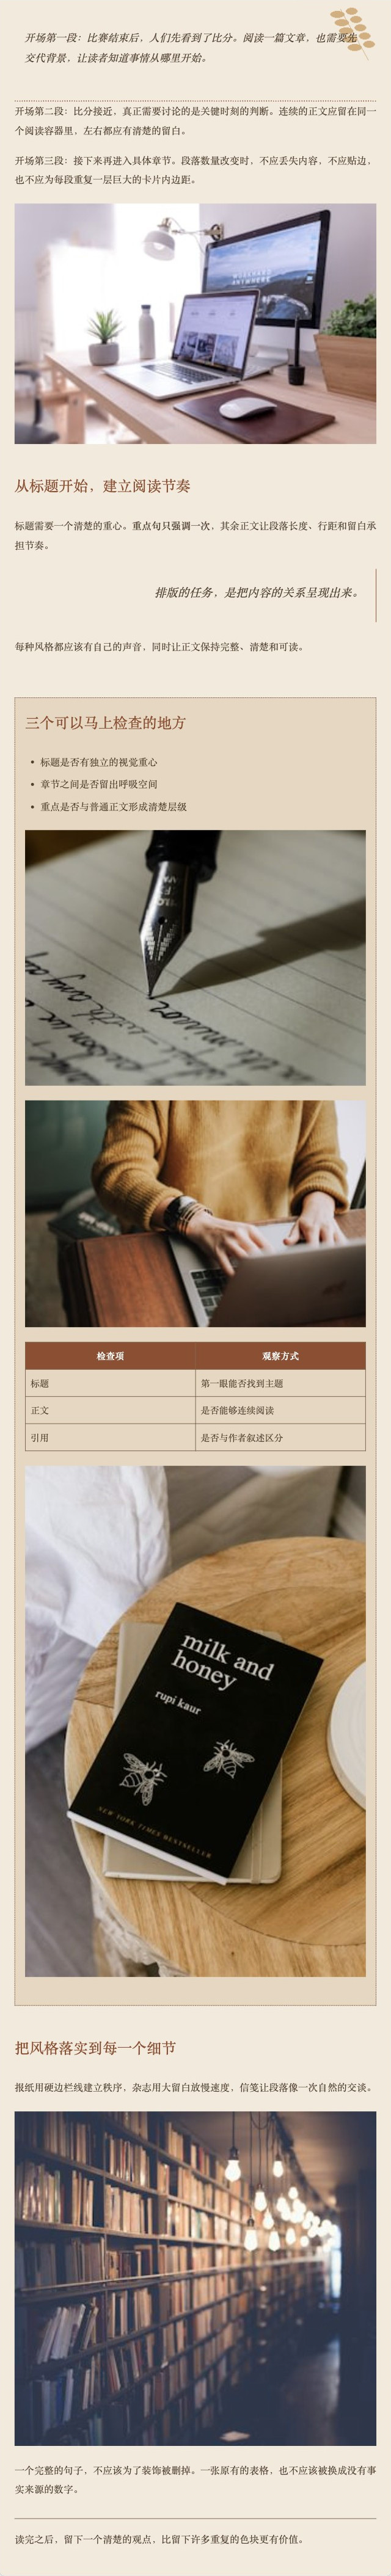 开场第一段：比赛结束后，人们先看到了比分。阅读一篇文章，也需要先
交代背景，让读者知道事情从哪里开始。
开场第二段：比分接近，真正需要讨论的是关键时刻的判断。连续的正文应留在同一
个阅读容器里，左右都应有清楚的留白。
开场第三段：接下来再进入具体章节。段落数量改变时，不应丢失内容，不应贴边，
也不应为每段重复一层巨大的卡片内边距。
从标题开始，建立阅读节奏
标题需要一个清楚的重心。重点句只强调一次，其余正文让段落长度、行距和留白承
担节奏。
排版的任务，是把内容的关系呈现出来。
每种风格都应该有自己的声音，同时让正文保持完整、清楚和可读。
三个可以马上检查的地方
• 标题是否有独立的视觉重心
• 章节之间是否留出呼吸空间
• 重点是否与普通正文形成清楚层级
检查项 观察方式
标题 第一眼能否找到主题
正文 是否能够连续阅读
引用 是否与作者叙述区分
milk and
honey
rupi kaur
NEW YORK TIMES BESTSELLER
把风格落实到每一个细节
报纸用硬边栏线建立秩序，杂志用大留白放慢速度，信笺让段落像一次自然的交谈。
一个完整的句子，不应该为了装饰被删掉。一张原有的表格，也不应该被换成没有事
实来源的数字。
读完之后，留下一个清楚的观点，比留下许多重复的色块更有价值。